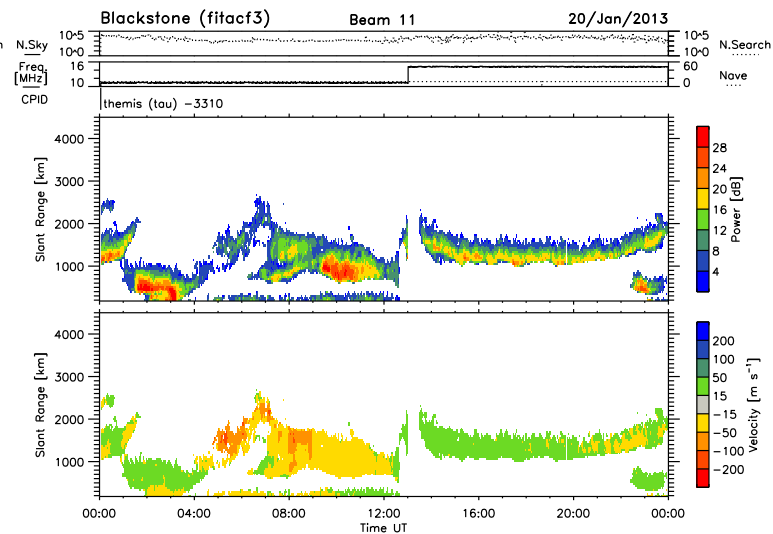 Blackstone (fitacf3) Beam 11 20/Jan/2013
n N.Sky 10^5 10^5 N.Search
10^0 10^0
Freq. 16 60 Nave
[MHz] 10 0
CPID themis (tau) -3310
4000
3000
2000
1000
Slant Range [km]
28
24
20
16
12
8
4
Power [dB]
4000
3000
2000
1000
Slant Range [km]
200
100
50
15
-15
-50
-100
-200
Velocity [m s⁻¹]
00:00 04:00 08:00 12:00 16:00 20:00 00:00
Time UT